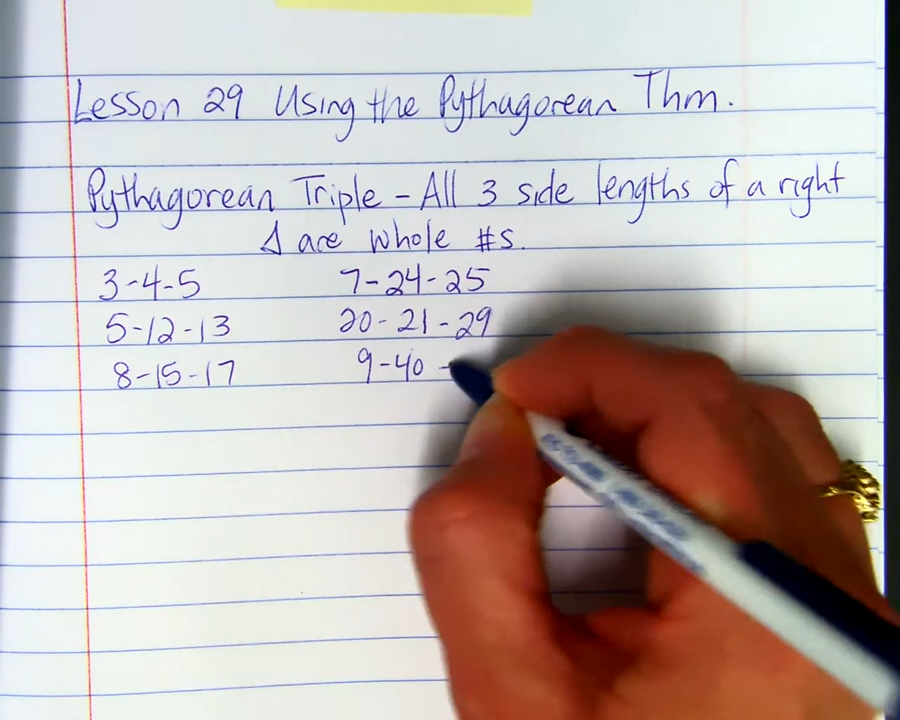 Lesson 29 Using the Pythagorean Thm.
Pythagorean Triple - All 3 side lengths of a right
Δ are whole #s.
3-4-5 7-24-25
5-12-13 20-21-29
8-15-17 9-40-